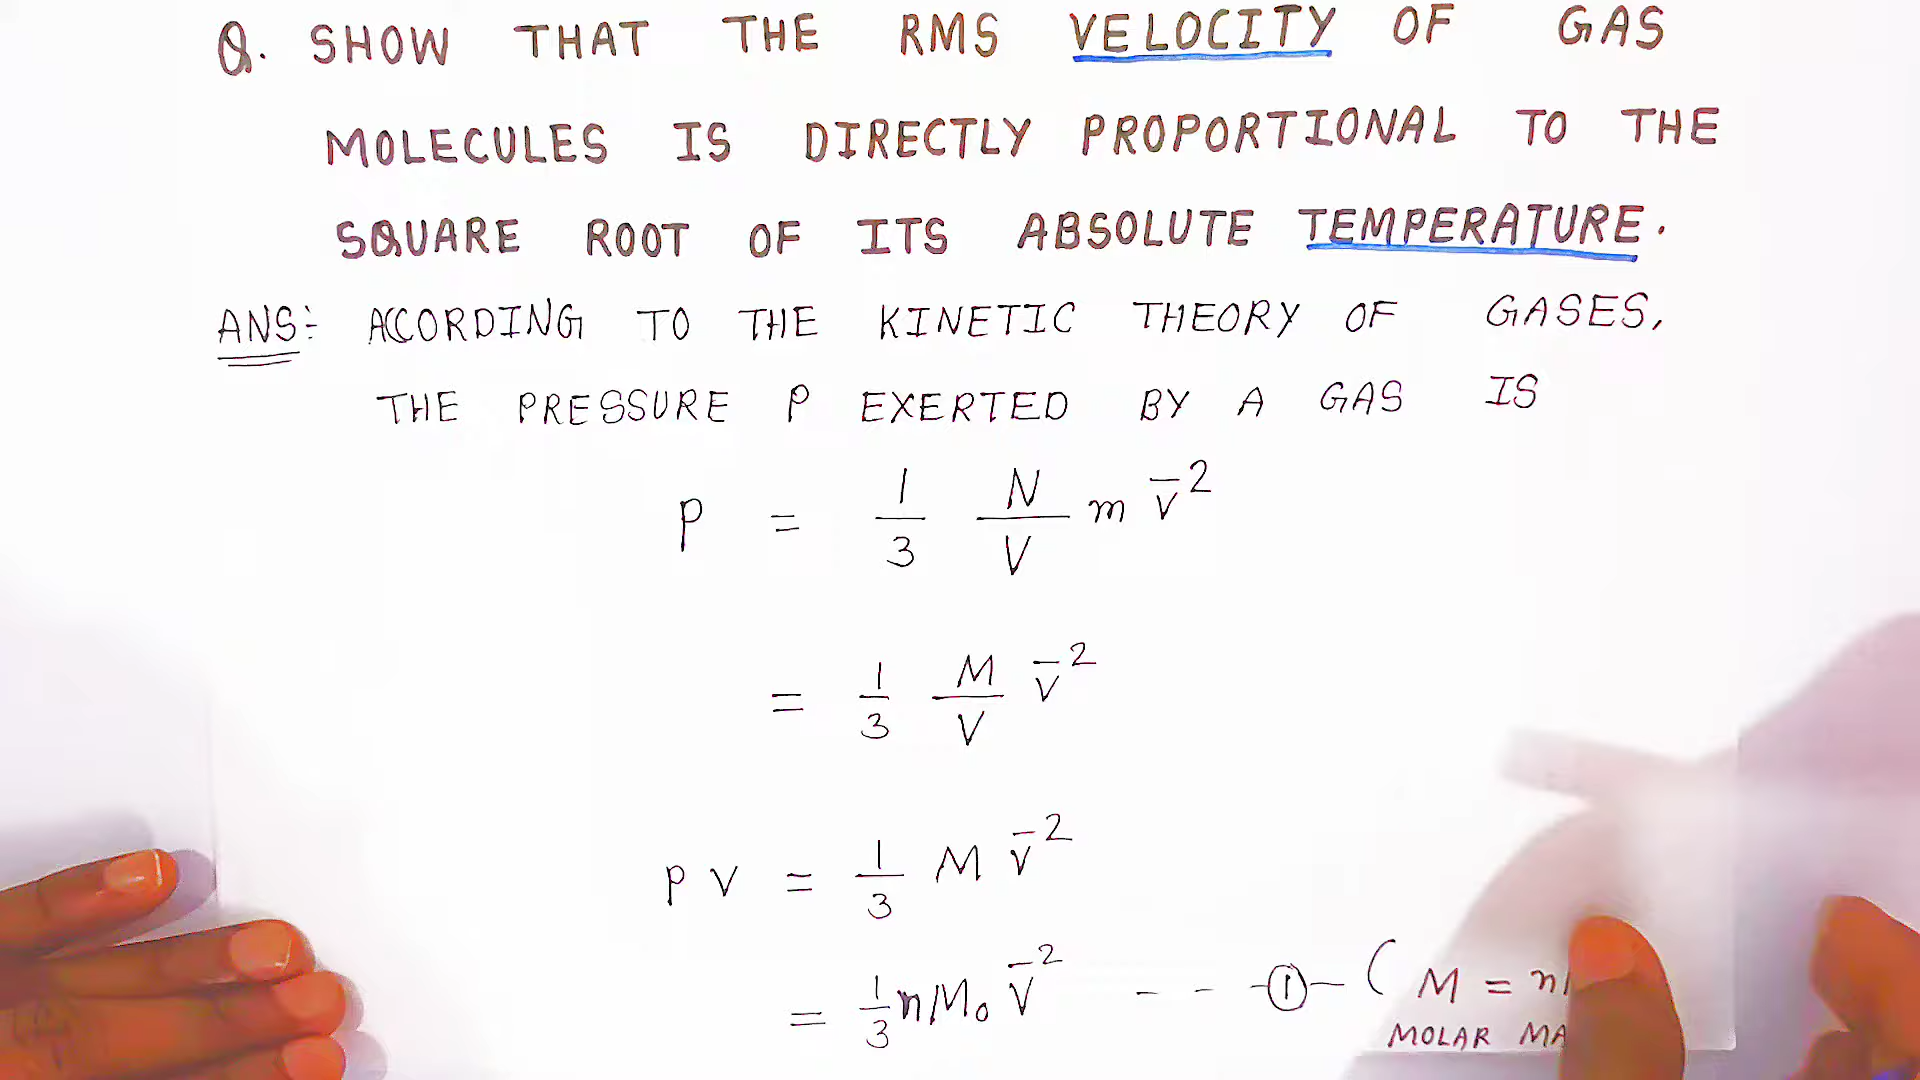 Q. SHOW THAT THE RMS VELOCITY OF GAS
MOLECULES IS DIRECTLY PROPORTIONAL TO THE
SQUARE ROOT OF ITS ABSOLUTE TEMPERATURE.
ANS:- ACCORDING TO THE KINETIC THEORY OF GASES,
THE PRESSURE P EXERTED BY A GAS IS
P = 1/3 N/V m v̄²
= 1/3 M/V v̄²
PV = 1/3 M v̄²
= 1/3 nM₀ v̄² - - - ① - ( M = n
MOLAR